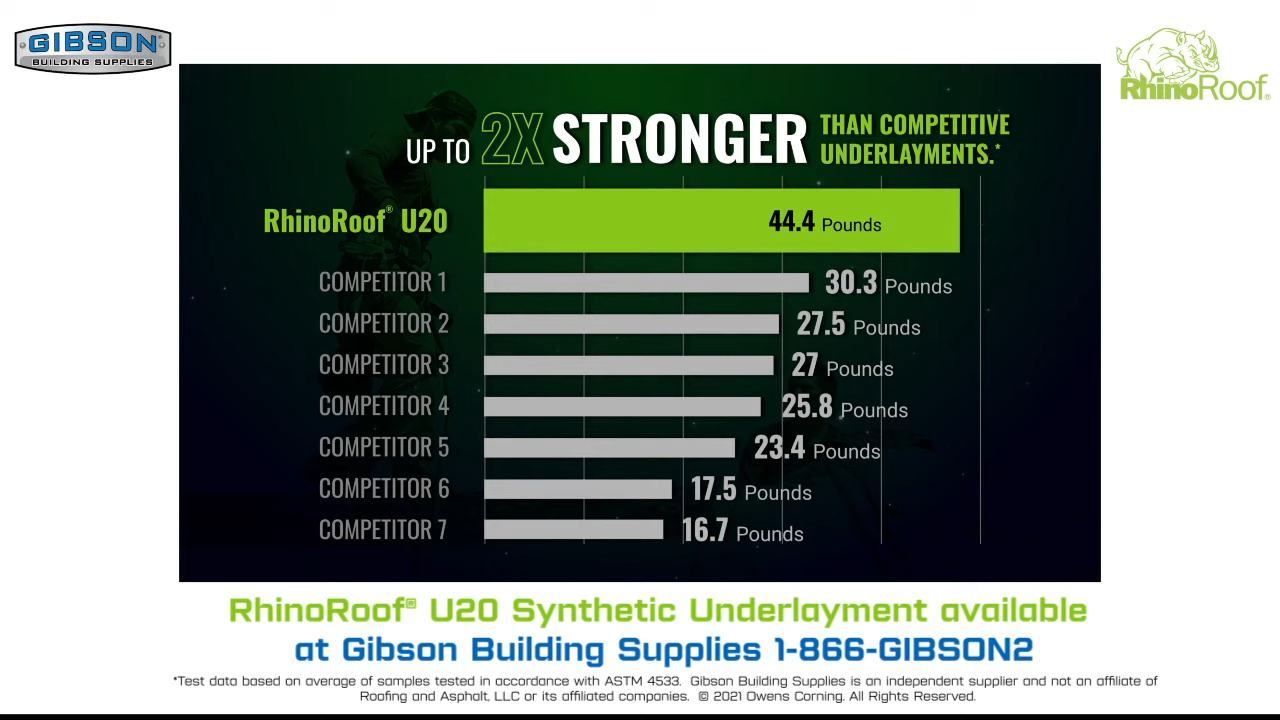 GIBSON®
BUILDING SUPPLIES
RhinoRoof®
UP TO 2X STRONGER THAN COMPETITIVE
UNDERLAYMENTS.*
RhinoRoof® U20 44.4 Pounds
COMPETITOR 1 30.3 Pounds
COMPETITOR 2 27.5 Pounds
COMPETITOR 3 27 Pounds
COMPETITOR 4 25.8 Pounds
COMPETITOR 5 23.4 Pounds
COMPETITOR 6 17.5 Pounds
COMPETITOR 7 16.7 Pounds
RhinoRoof® U20 Synthetic Underlayment available
at Gibson Building Supplies 1-866-GIBSON2
*Test data based on average of samples tested in accordance with ASTM 4533. Gibson Building Supplies is an independent supplier and not an affiliate of
Roofing and Asphalt, LLC or its affiliated companies. © 2021 Owens Corning. All Rights Reserved.